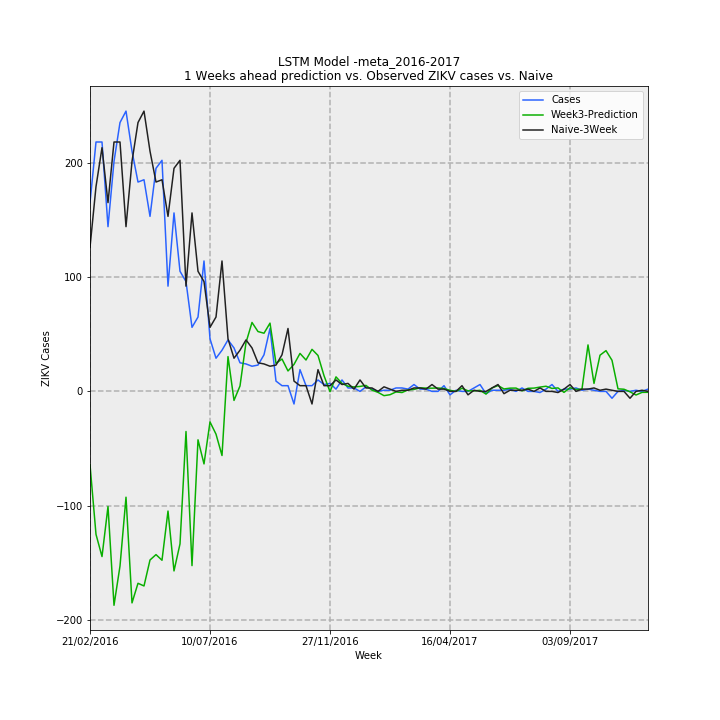 LSTM Model -meta_2016-2017
1 Weeks ahead prediction vs. Observed ZIKV cases vs. Naive
Cases
Week3-Prediction
Naive-3Week
ZIKV Cases
200
100
0
−100
−200
21/02/2016
10/07/2016
27/11/2016
16/04/2017
03/09/2017
Week